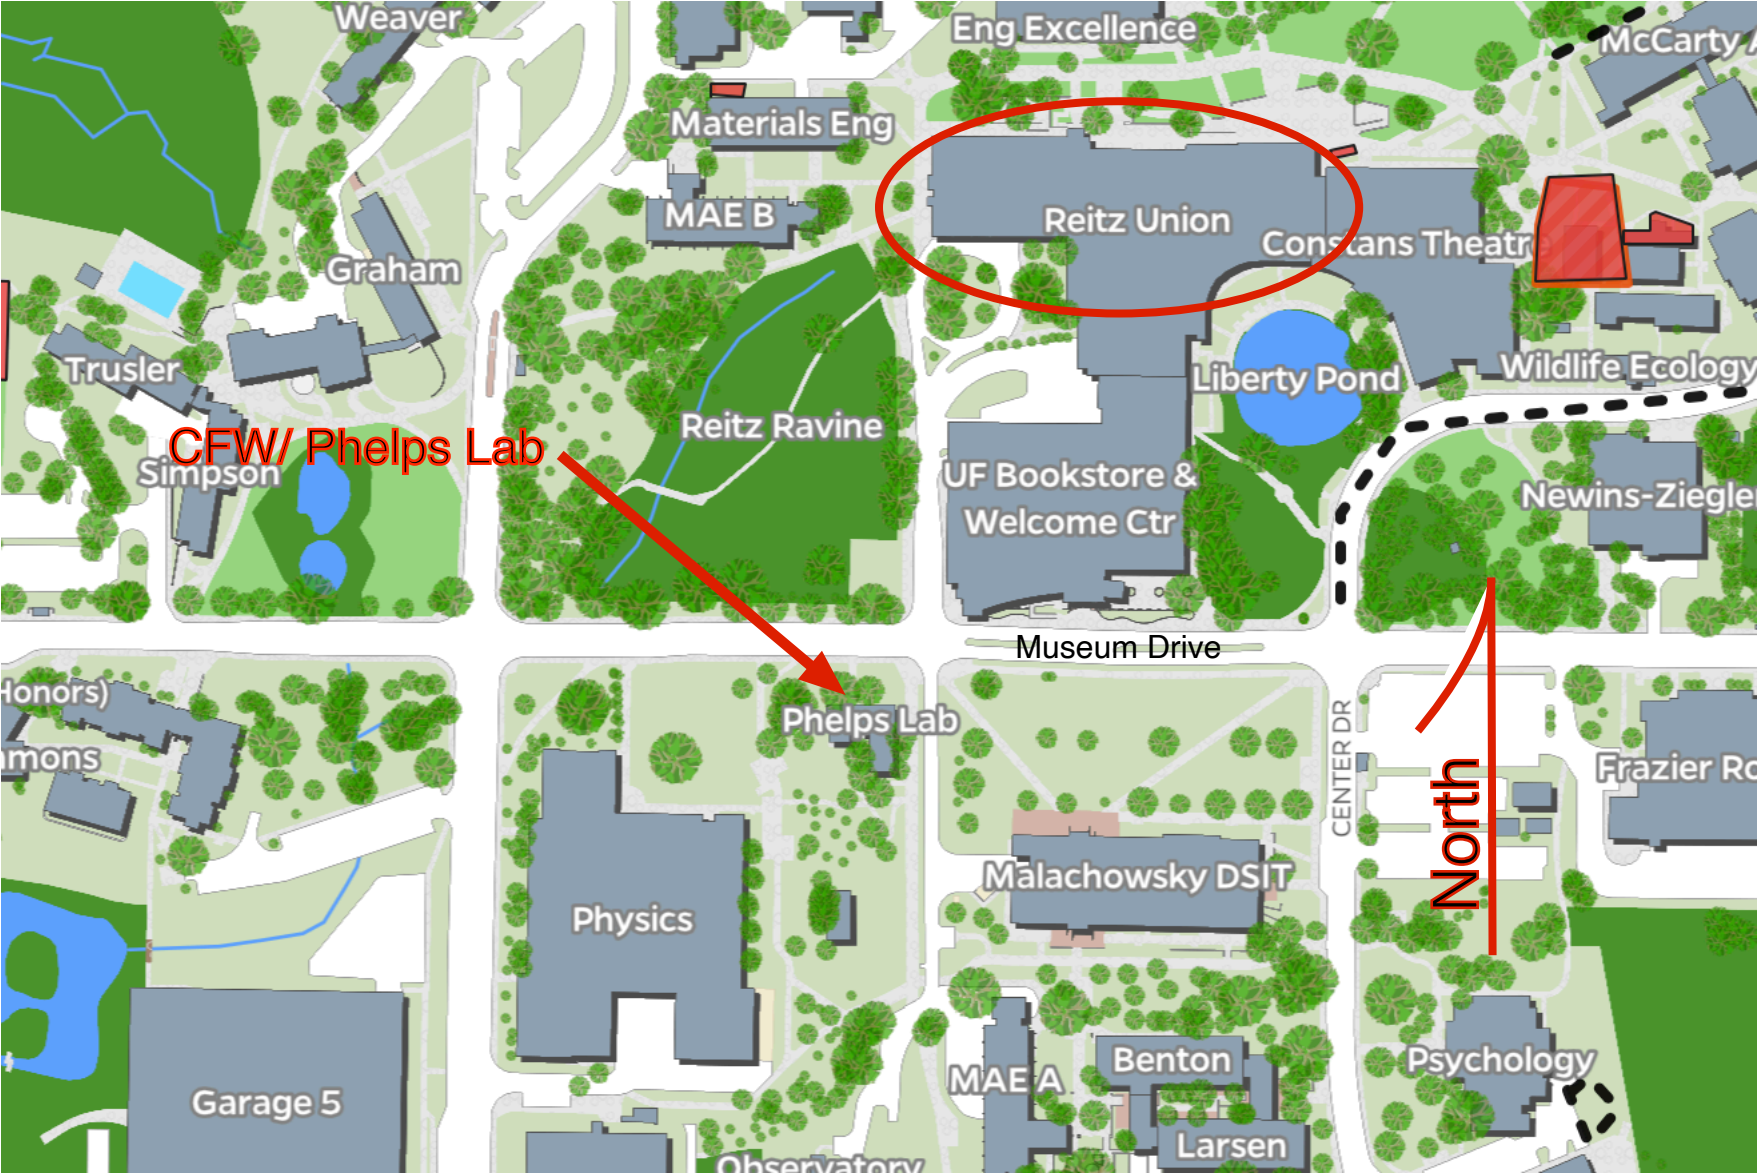 Weaver
Eng Excellence
McCarty A
Materials Eng
MAE B
Reitz Union
Constans Theatre
Graham
Trusler
Liberty Pond
Wildlife Ecology
Reitz Ravine
CFW/ Phelps Lab
Simpson
UF Bookstore &
Welcome Ctr
Newins-Ziegle
Museum Drive
Honors)
mmons
Phelps Lab
CENTER DR
North
Frazier Ro
Malachowsky DSIT
Physics
MAE A
Benton
Psychology
Garage 5
Larsen
Observatory